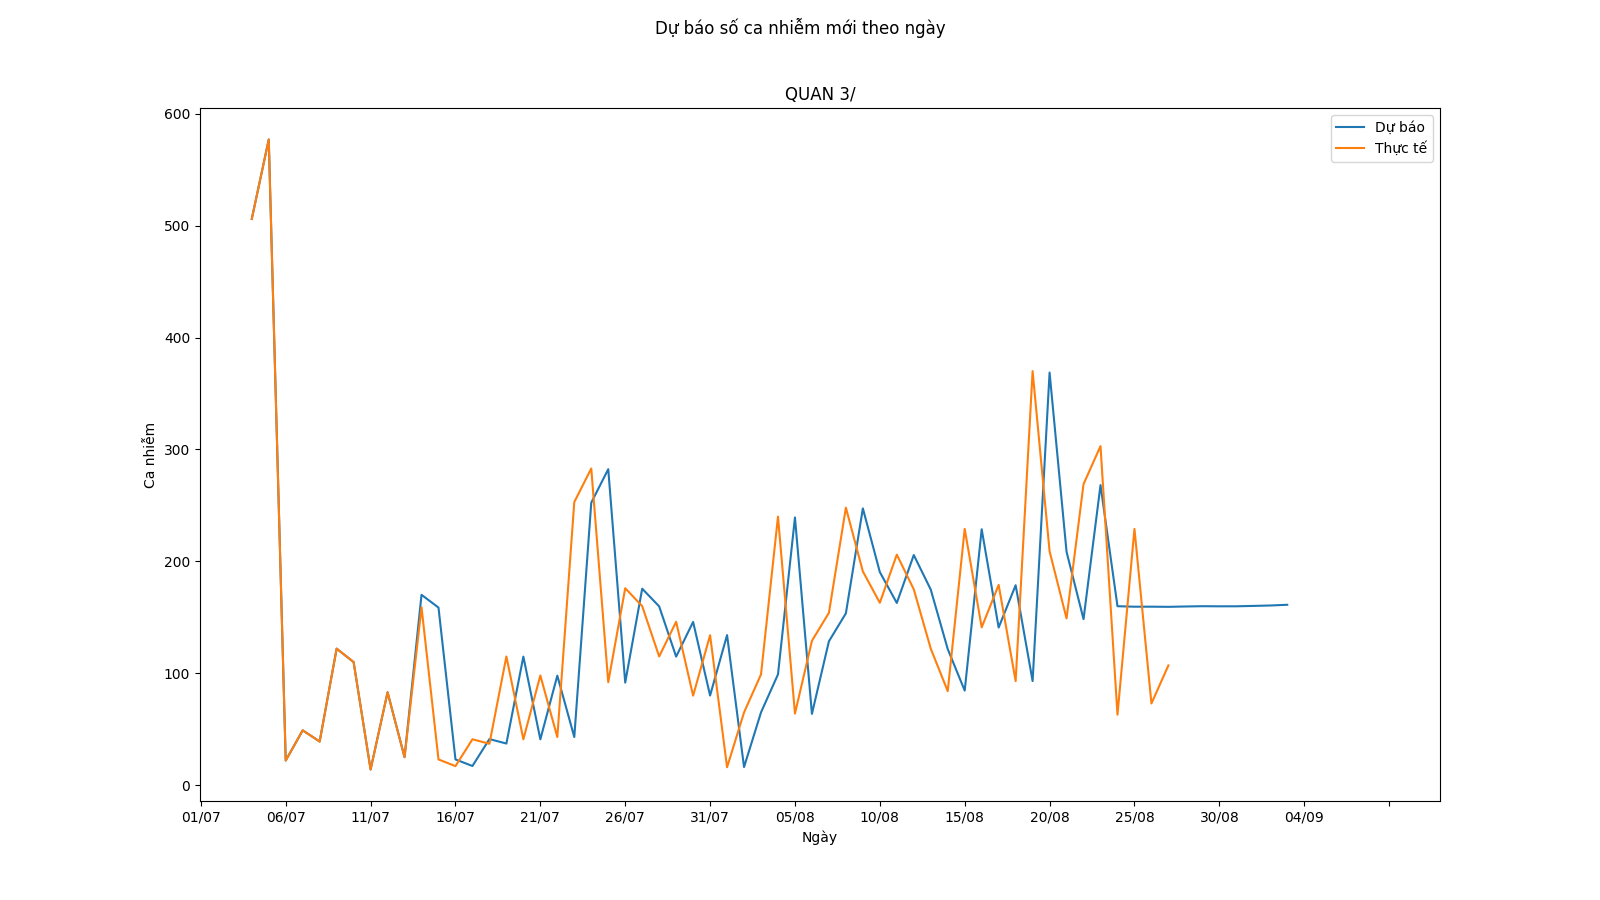 Dự báo số ca nhiễm mới theo ngày
QUAN 3/
Dự báo
Thực tế
600
500
400
300
200
100
0
Ca nhiễm
01/07 06/07 11/07 16/07 21/07 26/07 31/07 05/08 10/08 15/08 20/08 25/08 30/08 04/09
Ngày